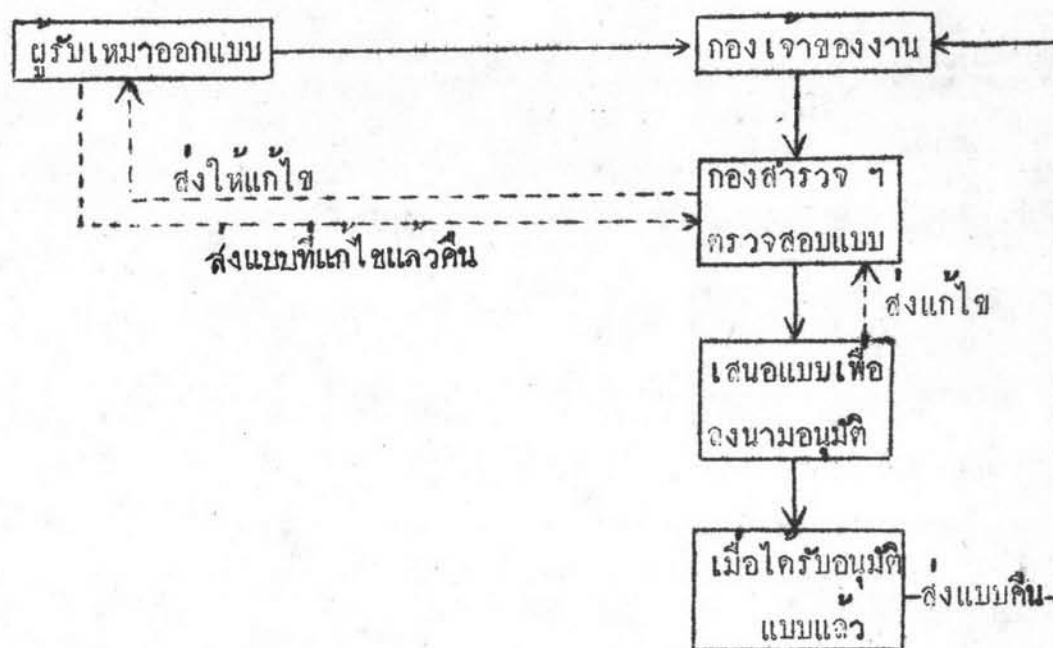 ผู้รับเหมาออกแบบ
กองเจ้าของงาน
ส่งให้แก้ไข
กองสำรวจ ฯ
ตรวจสอบแบบ
ส่งแบบที่แก้ไขแล้วคืน
ส่งแก้ไข
เสนอแบบเพื่อ
ลงนามอนุมัติ
เมื่อได้รับอนุมัติ
แบบแล้ว
ส่งแบบคืน